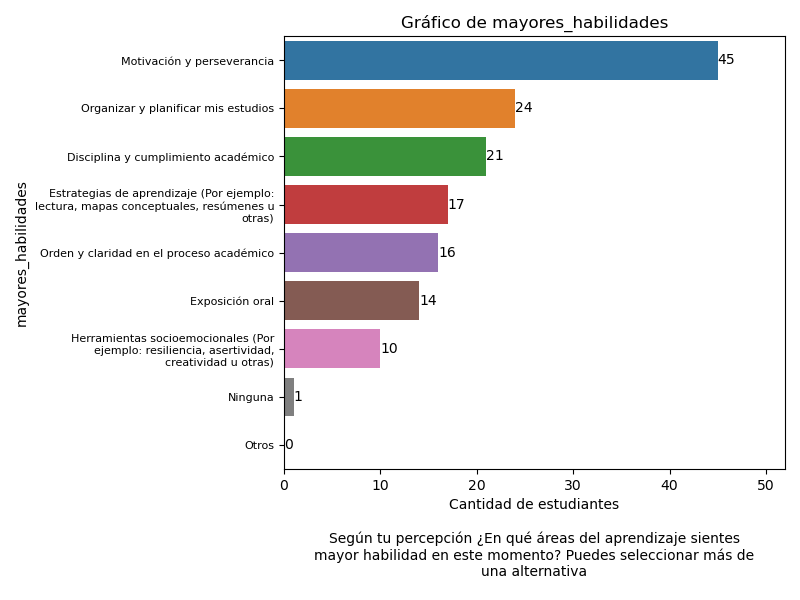 Gráfico de mayores_habilidades
mayores_habilidades
Motivación y perseverancia
45
Organizar y planificar mis estudios
24
Disciplina y cumplimiento académico
21
Estrategias de aprendizaje (Por ejemplo:
lectura, mapas conceptuales, resúmenes u
otras)
17
Orden y claridad en el proceso académico
16
Exposición oral
14
Herramientas socioemocionales (Por
ejemplo: resiliencia, asertividad,
creatividad u otras)
10
Ninguna
1
Otros
0
0 10 20 30 40 50
Cantidad de estudiantes
Según tu percepción ¿En qué áreas del aprendizaje sientes
mayor habilidad en este momento? Puedes seleccionar más de
una alternativa